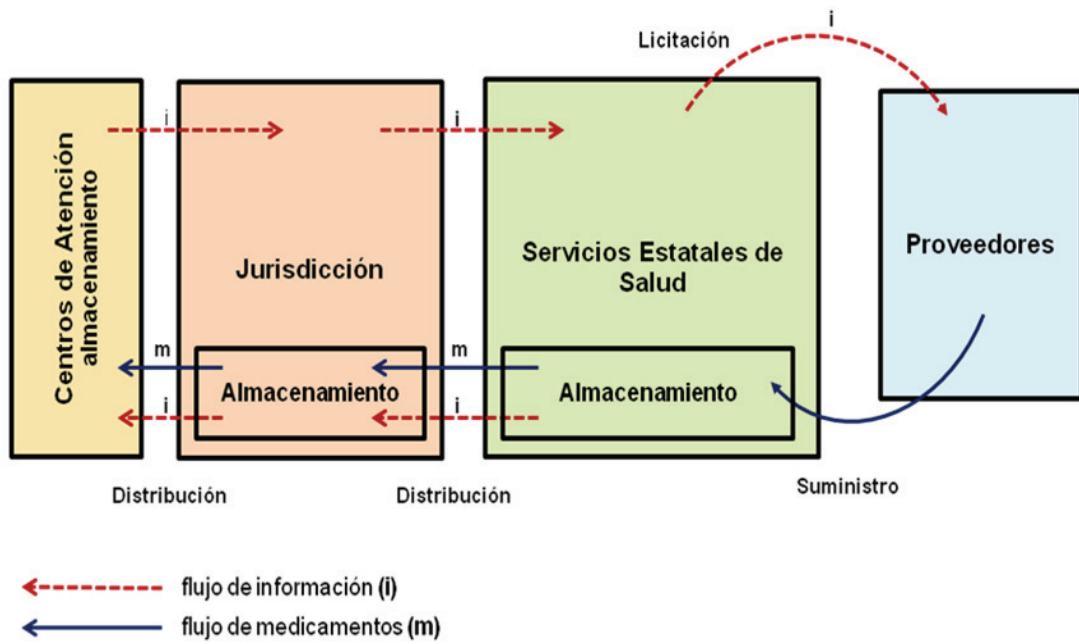 Licitación
i
i
i
Centros de Atención
almacenamiento
Jurisdicción
Servicios Estatales de
Salud
Proveedores
m
m
Almacenamiento
Almacenamiento
i
i
Distribución
Distribución
Suministro
flujo de información (i)
flujo de medicamentos (m)